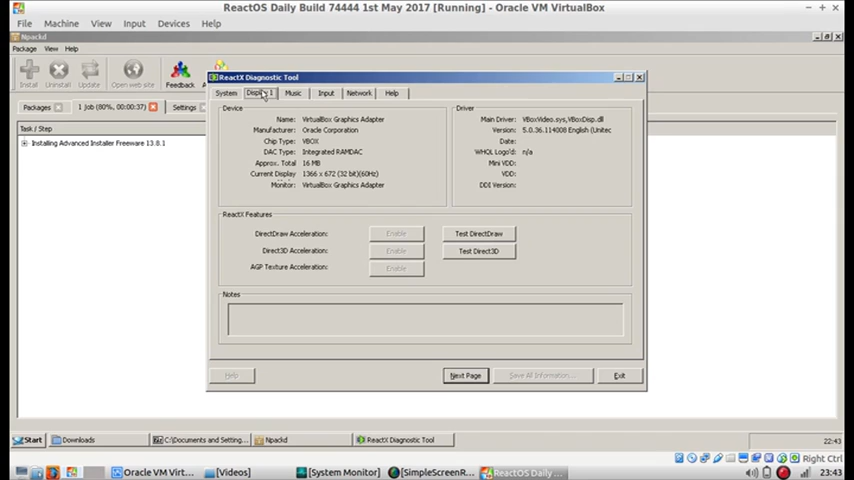 ReactOS Daily Build 74444 1st May 2017 [Running] - Oracle VM VirtualBox
File Machine View Input Devices Help
Npackd
Package View Help
Install Uninstall Update Open web site Feedback
Packages 1 Job (80%, 00:00:37) Settings
Task / Step
Installing Advanced Installer Freeware 13.8.1
ReactX Diagnostic Tool
System Display 1 Music Input Network Help
Device
Name: VirtualBox Graphics Adapter
Manufacturer: Oracle Corporation
Chip Type: VBOX
DAC Type: Integrated RAMDAC
Approx. Total 16 MB
Current Display 1366 x 672 (32 bit)(60Hz)
Monitor: VirtualBox Graphics Adapter
Driver
Main Driver: VBoxVideo.sys,VBoxDisp.dll
Version: 5.0.36.114008 English (Unitec
Date:
WHQL Logo'd: n/a
Mini VDD:
VDD:
DDI Version:
ReactX Features
DirectDraw Acceleration: Enable Test DirectDraw
Direct3D Acceleration: Enable Test Direct3D
AGP Texture Acceleration: Enable
Notes
Help Next Page Save All Information... Exit
Start Downloads C:\Documents and Setting... Npackd ReactX Diagnostic Tool 22:43
Right Ctrl
Oracle VM Virt... [Videos] [System Monitor] [SimpleScreenR... ReactOS Daily ... 23:43